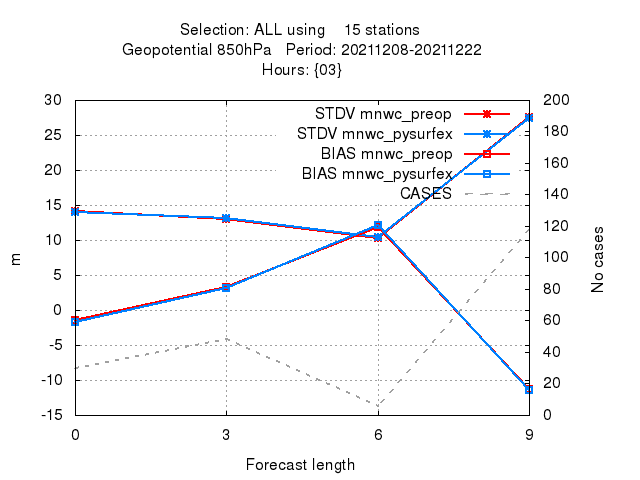 Selection: ALL using 15 stations
Geopotential 850hPa Period: 20211208-20211222
Hours: {03}
30 200
STDV mnwc_preop
25 180
STDV mnwc_pysurfex
20 160
BIAS mnwc_preop
BIAS mnwc_pysurfex
15 140
CASES
10 120
5 100
0 80
-5 60
-10 40
-15 20
0
m
No cases
0 3 6 9
Forecast length